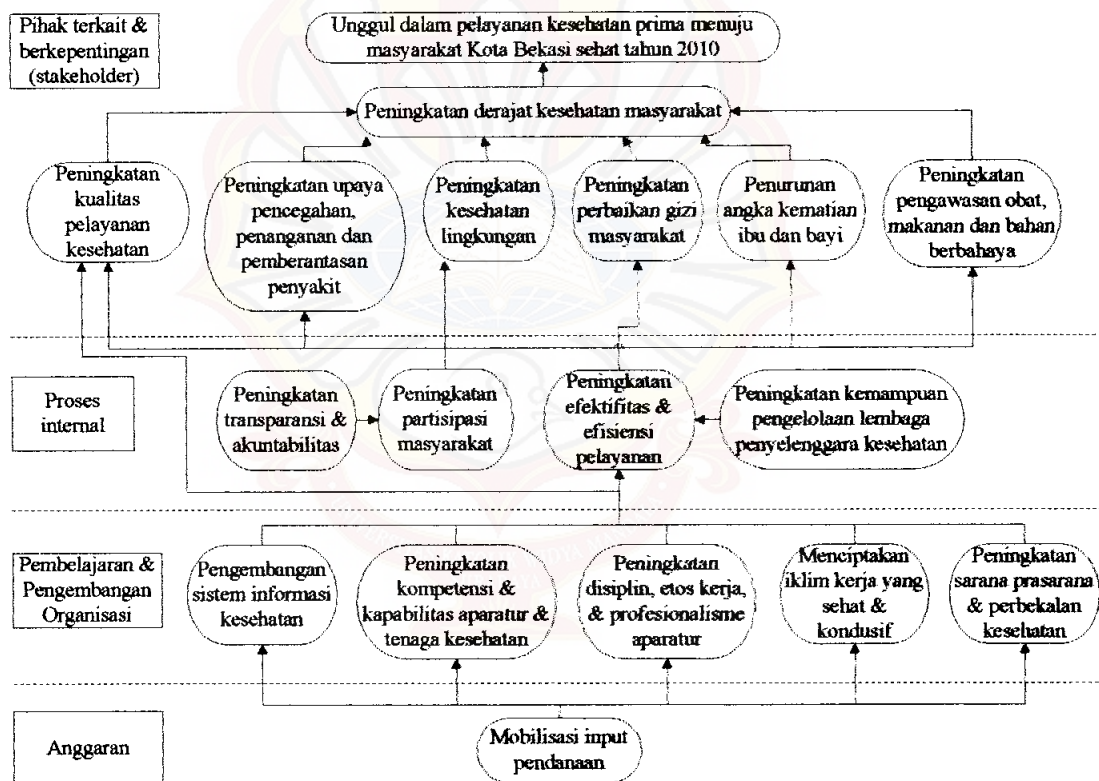 Pihak terkait &
berkepentingan
(stakeholder)
Unggul dalam pelayanan kesehatan prima menuju
masyarakat Kota Bekasi sehat tahun 2010
Peningkatan derajat kesehatan masyarakat
Peningkatan
kualitas
pelayanan
kesehatan
Peningkatan upaya
pencegahan,
penanganan dan
pemberantasan
penyakit
Peningkatan
kesehatan
lingkungan
Peningkatan
perbaikan gizi
masyarakat
Penurunan
angka kematian
ibu dan bayi
Peningkatan
pengawasan obat,
makanan dan bahan
berbahaya
Proses
internal
Peningkatan
transparansi &
akuntabilitas
Peningkatan
partisipasi
masyarakat
Peningkatan
efektifitas &
efisiensi
pelayanan
Peningkatan kemampuan
pengelolaan lembaga
penyelenggara kesehatan
Pembelajaran &
Pengembangan
Organisasi
Pengembangan
sistem informasi
kesehatan
Peningkatan
kompetensi &
kapabilitas aparatur &
tenaga kesehatan
Peningkatan
disiplin, etos kerja,
& profesionalisme
aparatur
Menciptakan
iklim kerja yang
sehat &
kondusif
Peningkatan
sarana prasarana
& perbekalan
kesehatan
Anggaran
Mobilisasi input
pendanaan